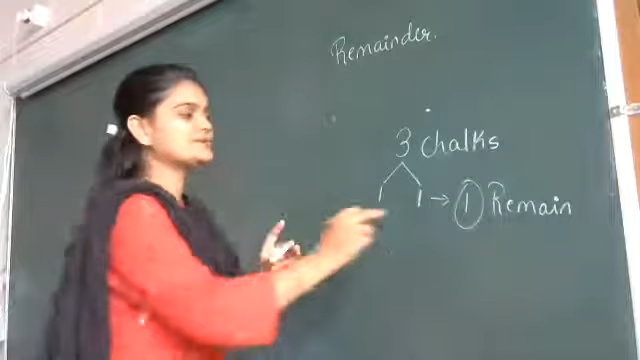 Remainder.
3 chalks
1 1 → 1 Remain